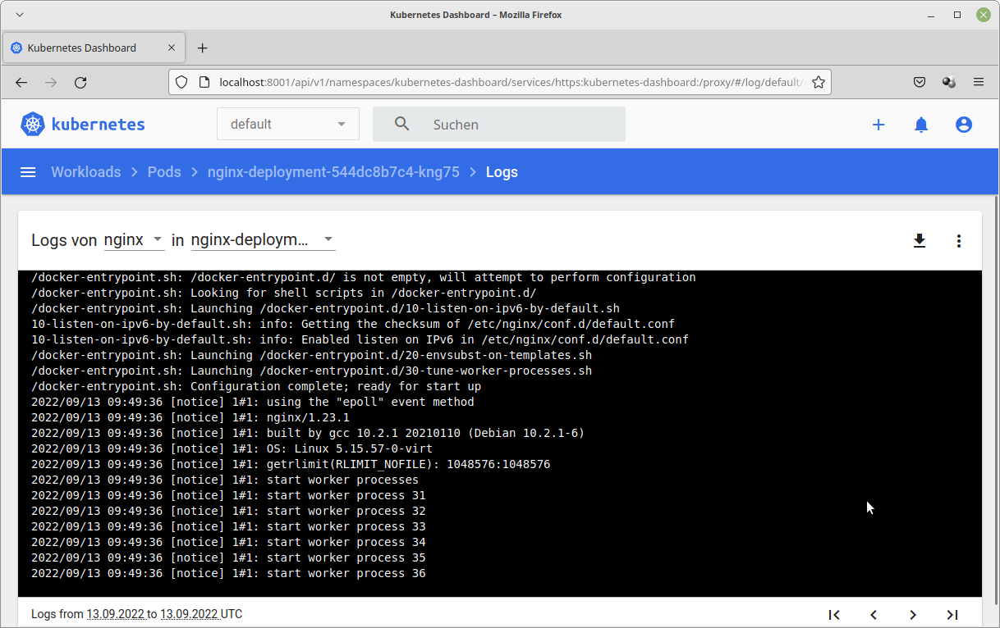 Kubernetes Dashboard – Mozilla Firefox
Kubernetes Dashboard
localhost:8001/api/v1/namespaces/kubernetes-dashboard/services/https:kubernetes-dashboard:/proxy/#/log/default/
kubernetes
default
Suchen
Workloads > Pods > nginx-deployment-544dc8b7c4-kng75 > Logs
Logs von nginx in nginx-deploym...
/docker-entrypoint.sh: /docker-entrypoint.d/ is not empty, will attempt to perform configuration
/docker-entrypoint.sh: Looking for shell scripts in /docker-entrypoint.d/
/docker-entrypoint.sh: Launching /docker-entrypoint.d/10-listen-on-ipv6-by-default.sh
10-listen-on-ipv6-by-default.sh: info: Getting the checksum of /etc/nginx/conf.d/default.conf
10-listen-on-ipv6-by-default.sh: info: Enabled listen on IPv6 in /etc/nginx/conf.d/default.conf
/docker-entrypoint.sh: Launching /docker-entrypoint.d/20-envsubst-on-templates.sh
/docker-entrypoint.sh: Launching /docker-entrypoint.d/30-tune-worker-processes.sh
/docker-entrypoint.sh: Configuration complete; ready for start up
2022/09/13 09:49:36 [notice] 1#1: using the "epoll" event method
2022/09/13 09:49:36 [notice] 1#1: nginx/1.23.1
2022/09/13 09:49:36 [notice] 1#1: built by gcc 10.2.1 20210110 (Debian 10.2.1-6)
2022/09/13 09:49:36 [notice] 1#1: OS: Linux 5.15.57-0-virt
2022/09/13 09:49:36 [notice] 1#1: getrlimit(RLIMIT_NOFILE): 1048576:1048576
2022/09/13 09:49:36 [notice] 1#1: start worker processes
2022/09/13 09:49:36 [notice] 1#1: start worker process 31
2022/09/13 09:49:36 [notice] 1#1: start worker process 32
2022/09/13 09:49:36 [notice] 1#1: start worker process 33
2022/09/13 09:49:36 [notice] 1#1: start worker process 34
2022/09/13 09:49:36 [notice] 1#1: start worker process 35
2022/09/13 09:49:36 [notice] 1#1: start worker process 36
Logs from 13.09.2022 to 13.09.2022 UTC